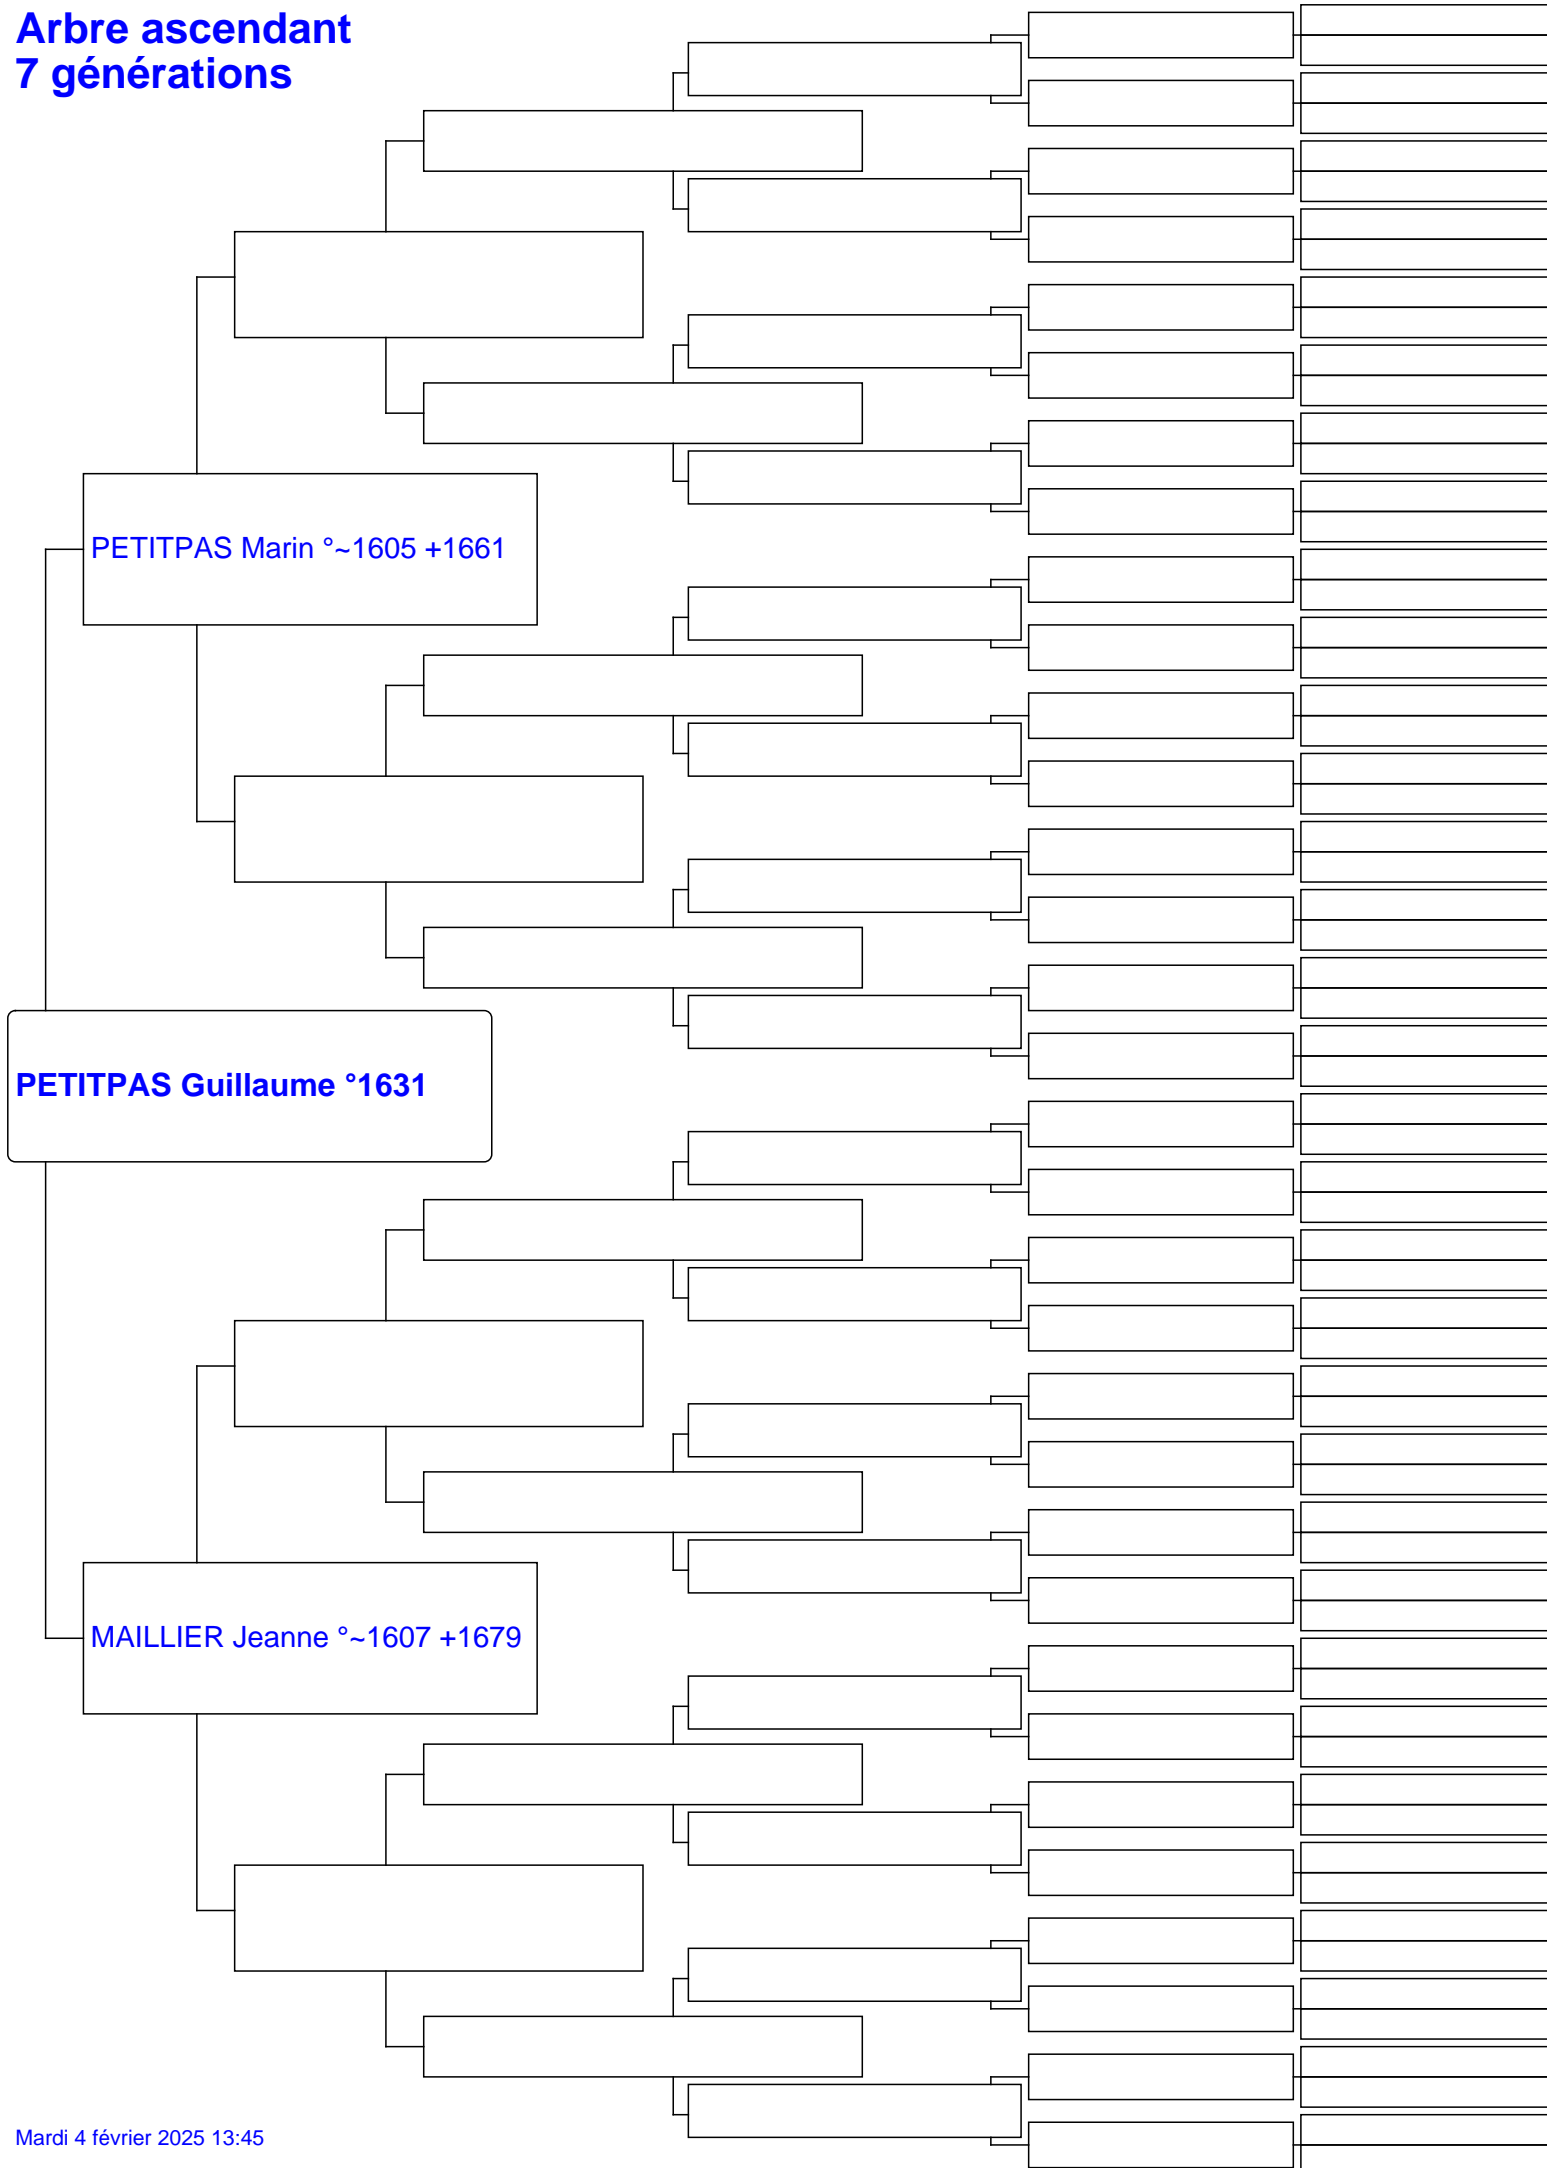 Arbre ascendant
7 générations
PETITPAS Marin °~1605 +1661
PETITPAS Guillaume °1631
MAILLIER Jeanne °~1607 +1679
Mardi 4 février 2025 13:45